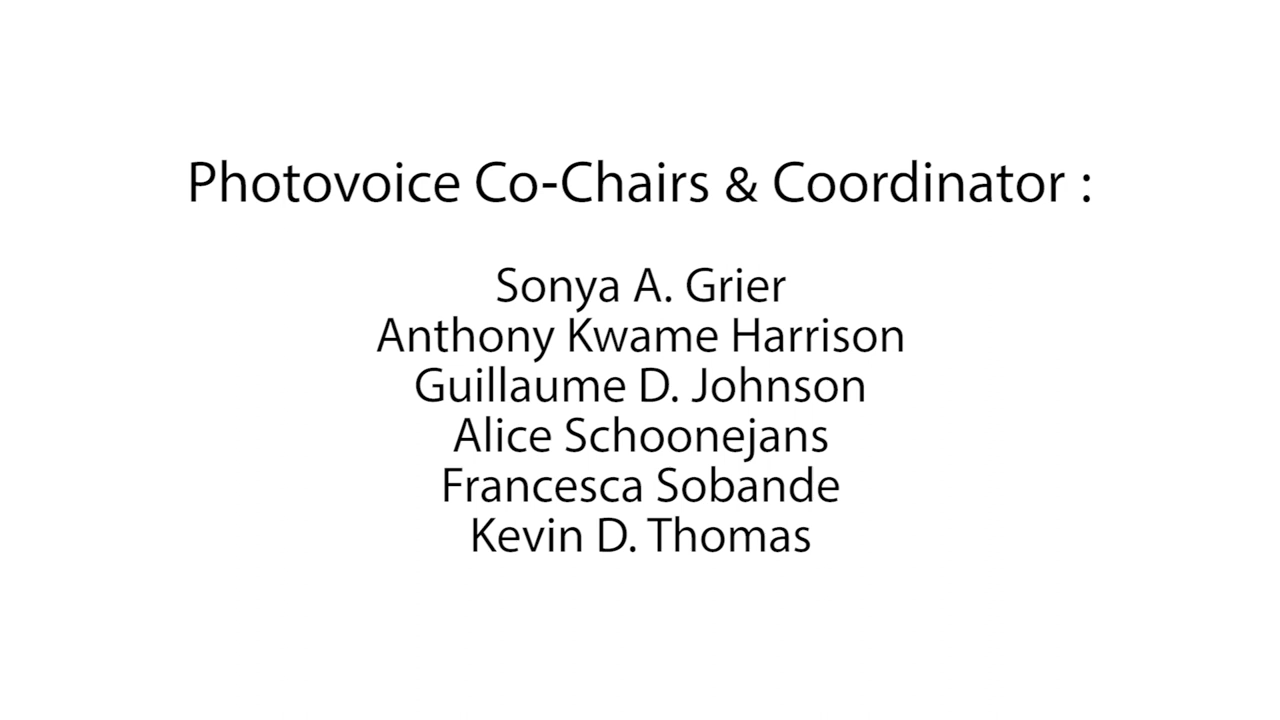 Photovoice Co-Chairs & Coordinator :
Sonya A. Grier
Anthony Kwame Harrison
Guillaume D. Johnson
Alice Schoonejans
Francesca Sobande
Kevin D. Thomas